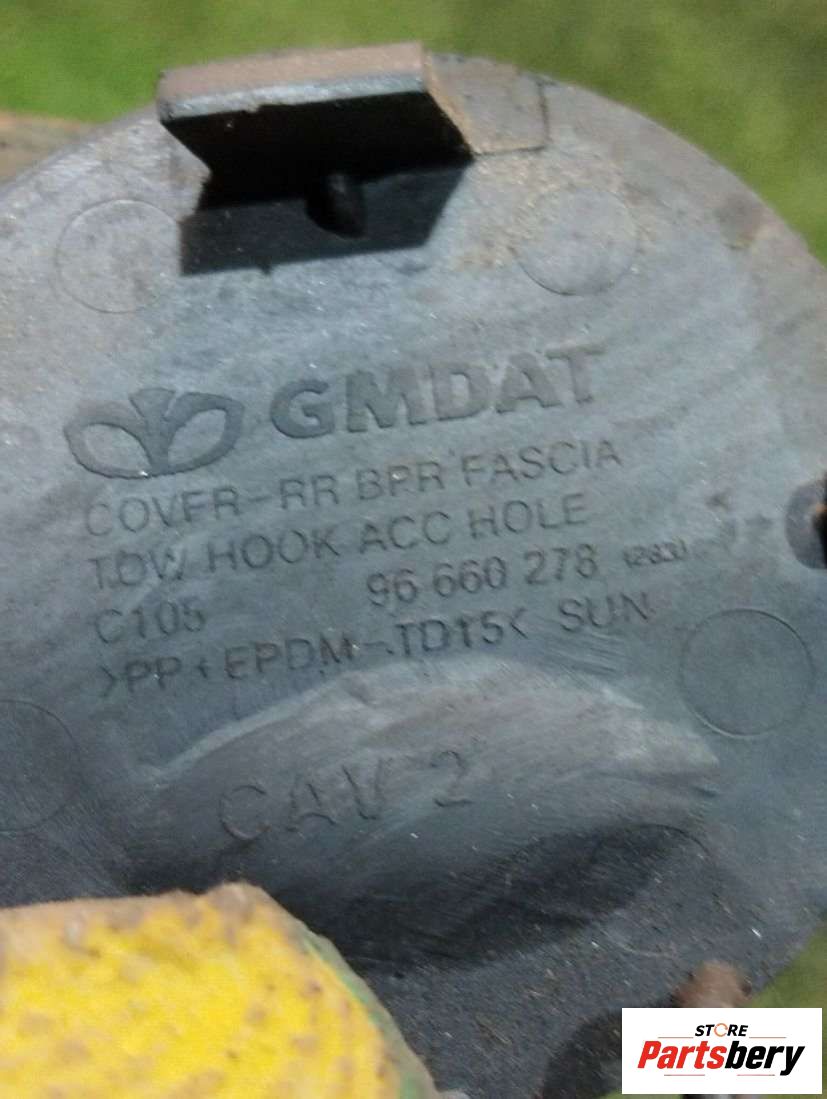 GMDAT
COVER-RR BPR FASCIA
TOW HOOK ACC HOLE
C105 96 660 278
>PP+EPDM-TD15< SUN
CAV 2
STORE
Partsbery